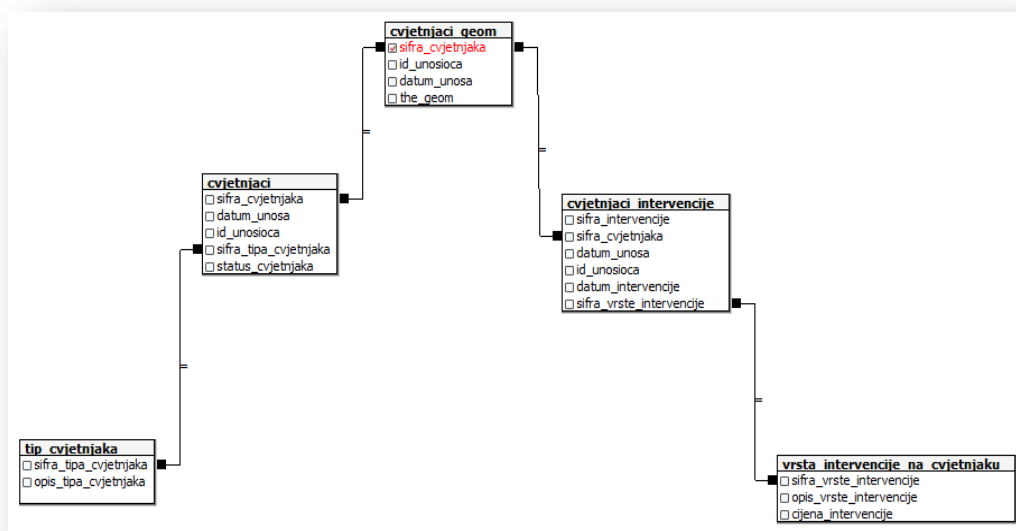 cvjetnjaci_geom
sifra_cvjetnjaka
id_unosioca
datum_unosa
the_geom
cvjetnjaci
sifra_cvjetnjaka
datum_unosa
id_unosioca
sifra_tipa_cvjetnjaka
status_cvjetnjaka
cvjetnjaci_intervencije
sifra_intervencije
sifra_cvjetnjaka
datum_unosa
id_unosioca
datum_intervencije
sifra_vrste_intervencije
tip_cvjetnjaka
sifra_tipa_cvjetnjaka
opis_tipa_cvjetnjaka
vrsta_intervencije_na_cvjetnjaku
sifra_vrste_intervencije
opis_vrste_intervencije
cijena_intervencije